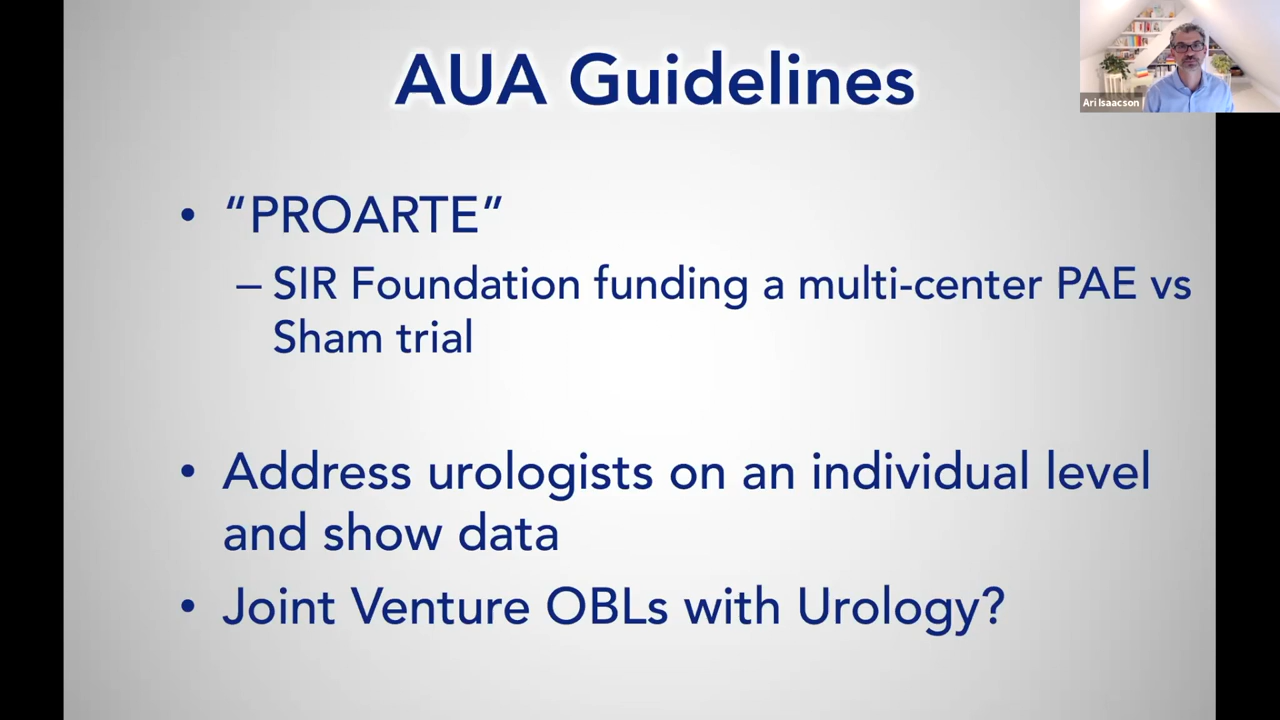 AUA Guidelines
Ari Isaacson
• “PROARTE”
– SIR Foundation funding a multi-center PAE vs
Sham trial
• Address urologists on an individual level
and show data
• Joint Venture OBLs with Urology?